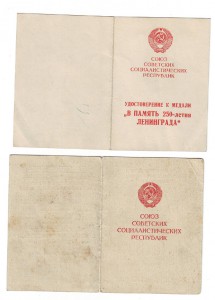 СОЮЗ
СОВЕТСКИХ
СОЦИАЛИСТИЧЕСКИХ
РЕСПУБЛИК
УДОСТОВЕРЕНИЕ К МЕДАЛИ
„В ПАМЯТЬ 250-летия
ЛЕНИНГРАДА"
СОЮЗ
СОВЕТСКИХ
СОЦИАЛИСТИЧЕСКИХ
РЕСПУБЛИК